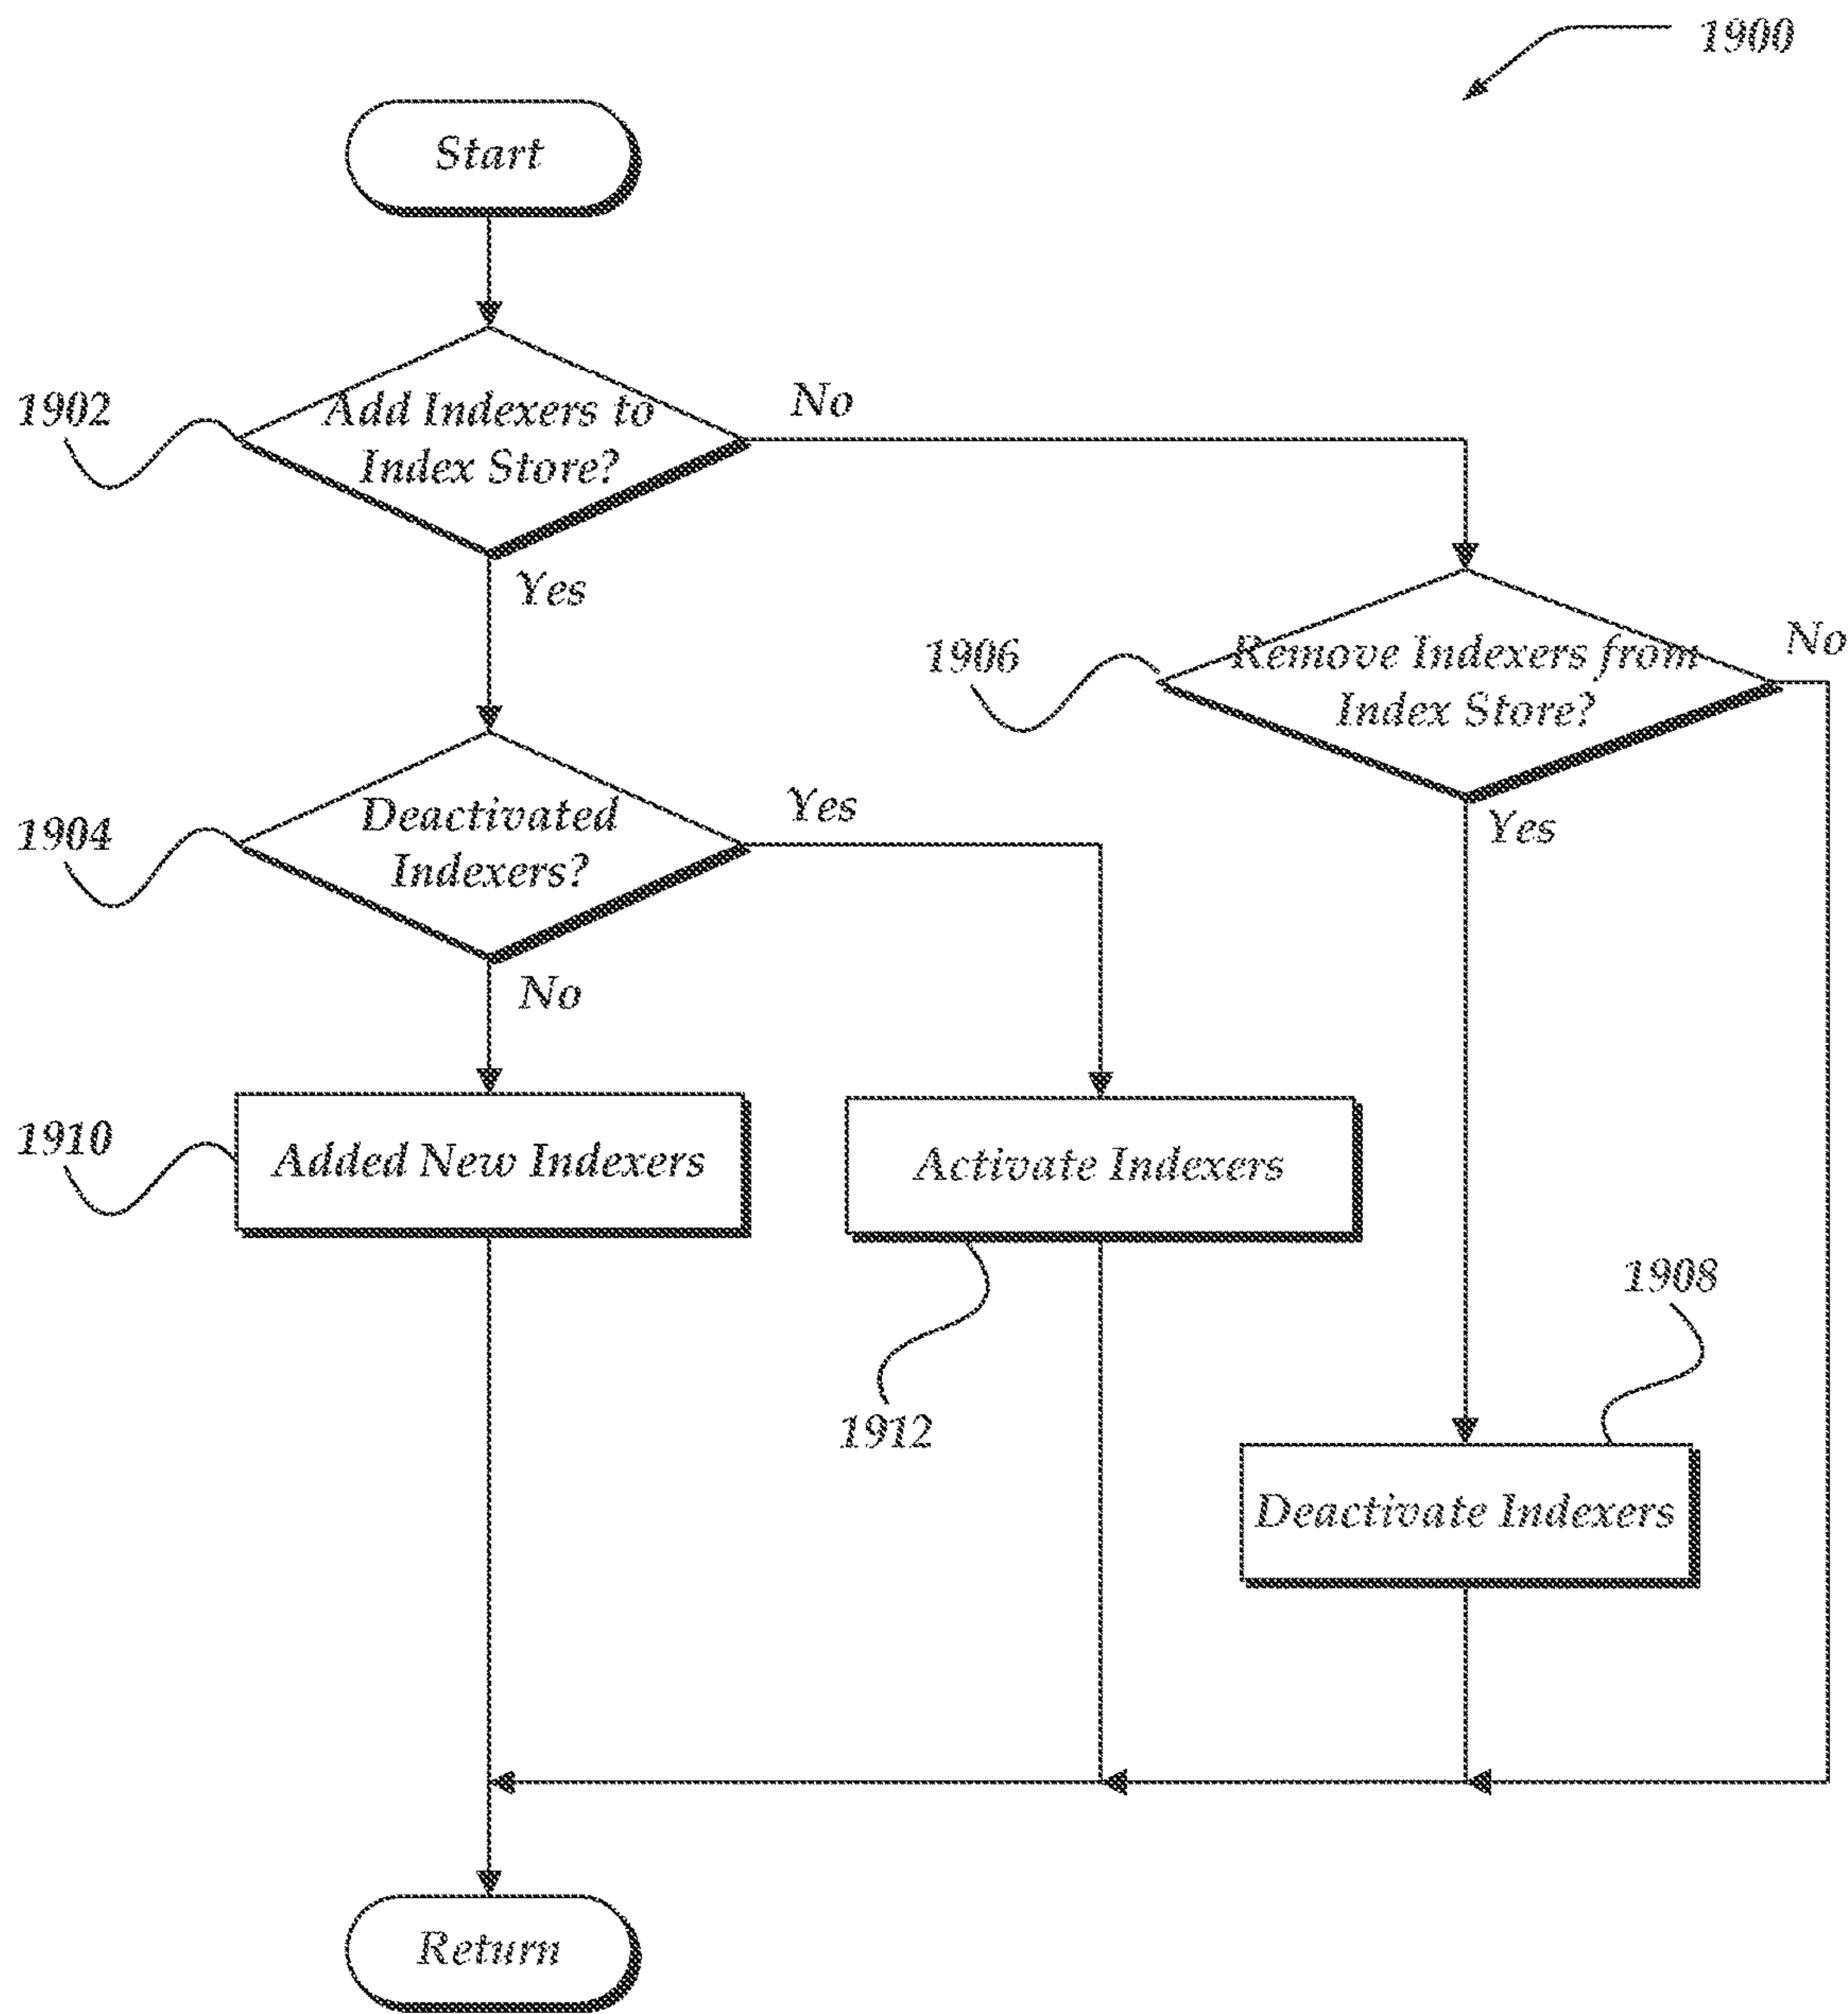 1900
Start
1902
Add Indexers to
Index Store?
No
Yes
1906
Remove Indexers from
Index Store?
No
Yes
1904
Deactivated
Indexers?
Yes
No
1910
Added New Indexers
Activate Indexers
1912
1908
Deactivate Indexers
Return